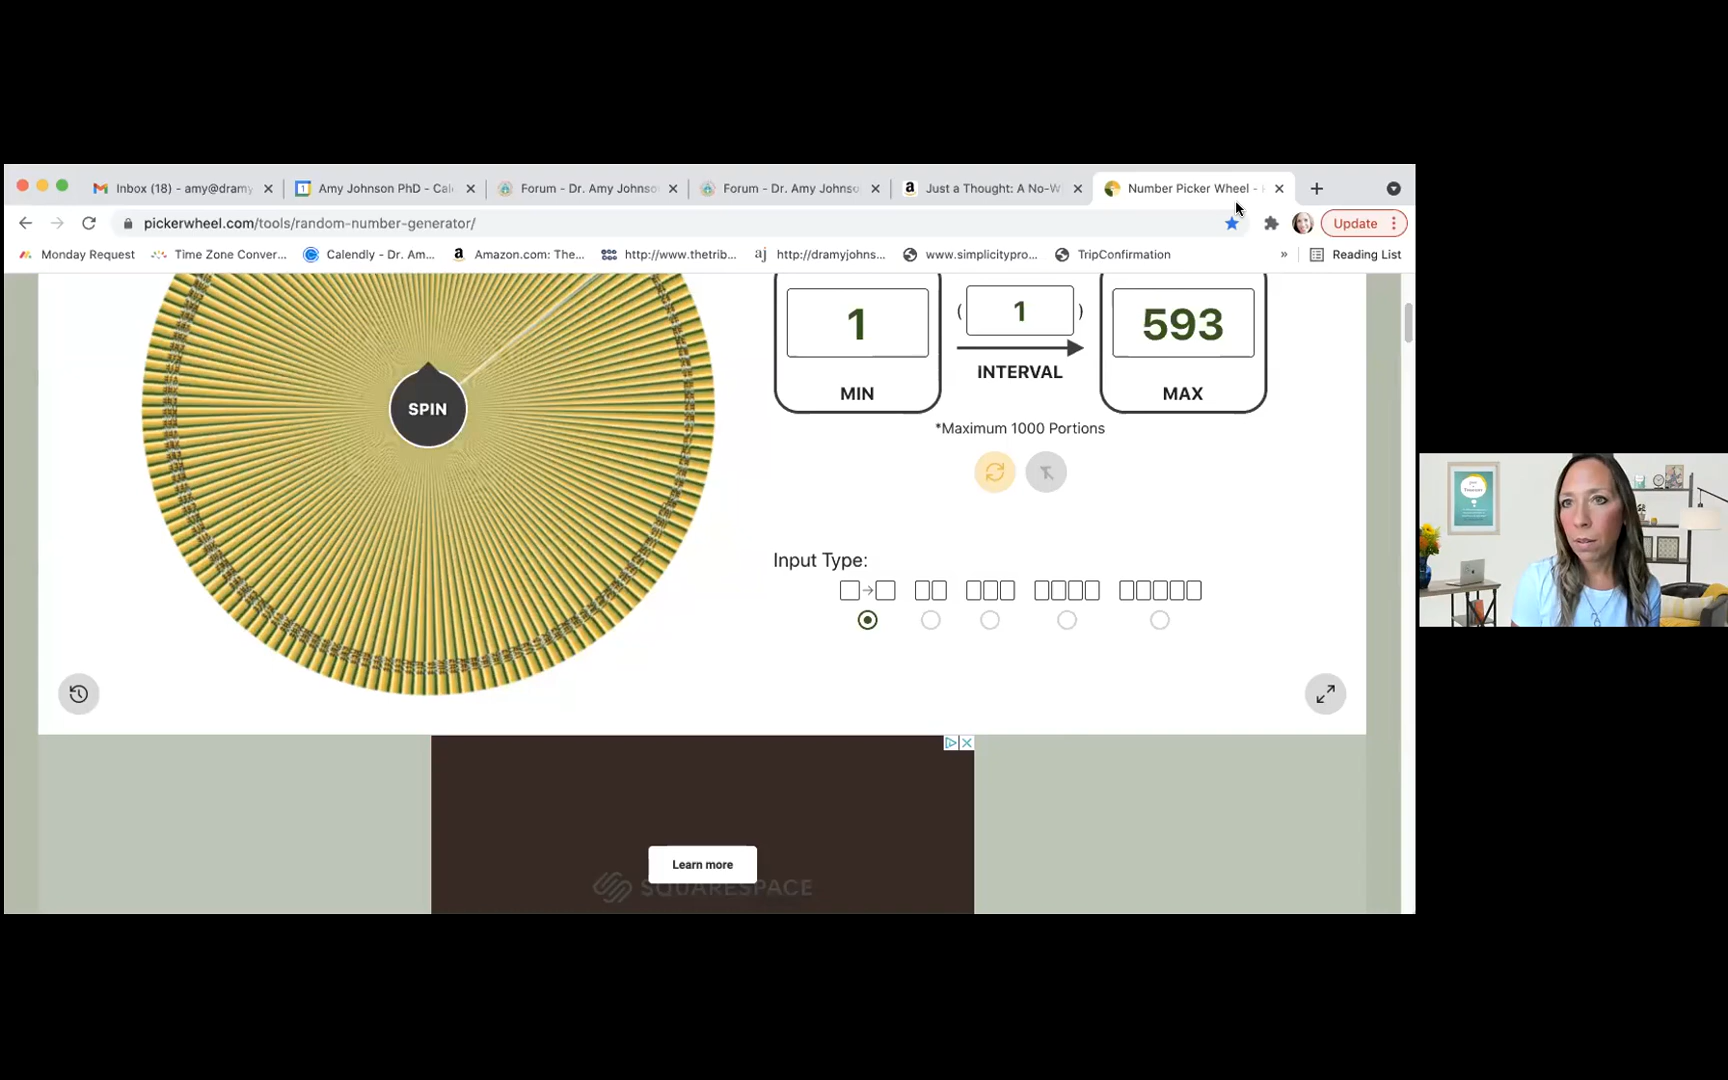 Inbox (18) - amy@dramy
Amy Johnson PhD - Cal
Forum - Dr. Amy Johnso
Forum - Dr. Amy Johnso
Just a Thought: A No-W
Number Picker Wheel -
pickerwheel.com/tools/random-number-generator/
Update
Monday Request
Time Zone Conver...
Calendly - Dr. Am...
Amazon.com: The...
http://www.thetrib...
aj http://dramyjohns...
www.simplicitypro...
TripConfirmation
»
Reading List
SPIN
1
MIN
( 1 )
INTERVAL
593
MAX
*Maximum 1000 Portions
Input Type:
Learn more
SQUARESPACE